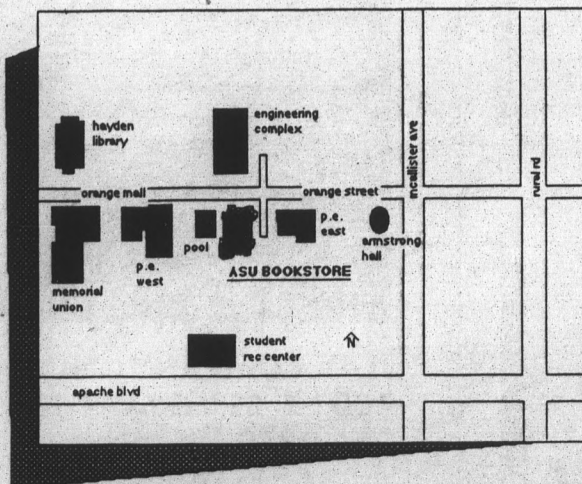 hayden
library
engineering
complex
mcallister ave
rural rd
orange mall
orange street
pool
p.e.
east
armstrong
hall
p.e.
west
ASU BOOKSTORE
memorial
union
student
rec center
N
apache blvd